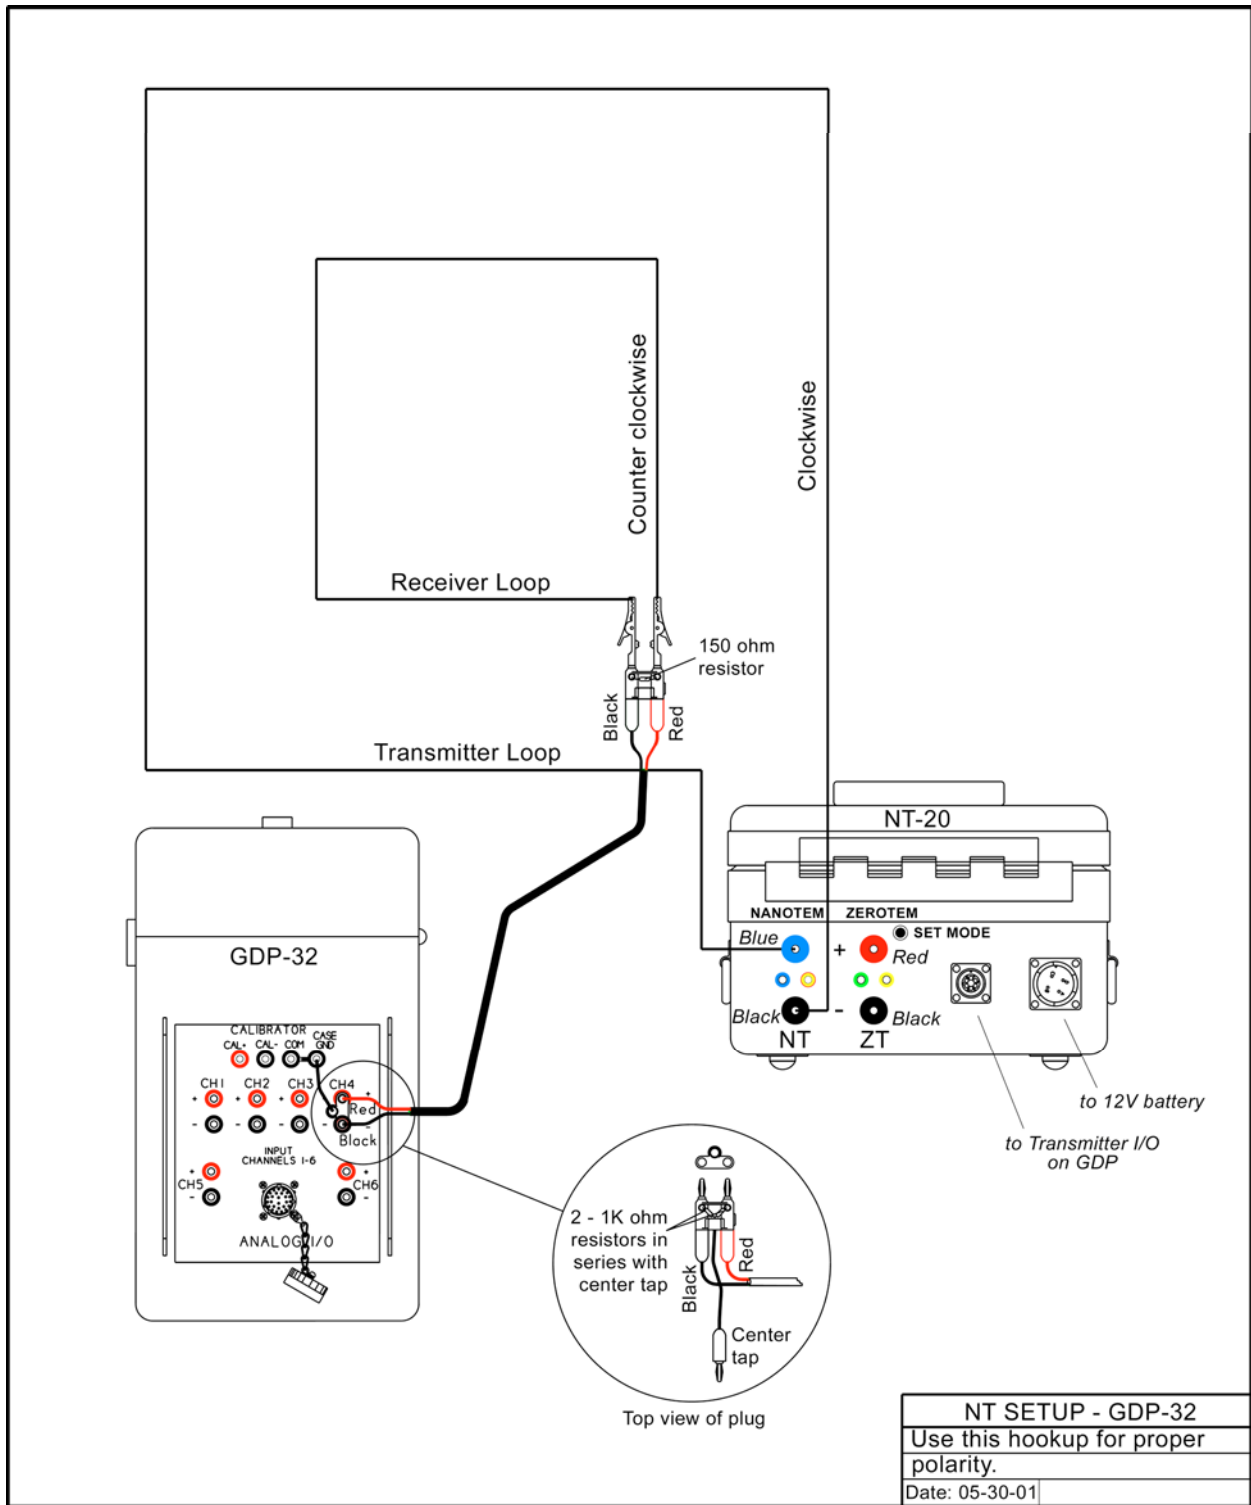 Counter clockwise
Clockwise
Receiver Loop
150 ohm
resistor
Black
Red
Transmitter Loop
NT-20
NANOTEM
ZEROTEM
SET MODE
Blue
+
Red
Black
-
Black
NT
ZT
to 12V battery
to Transmitter I/O
on GDP
GDP-32
CALIBRATOR
CAL+
CAL-
COM
CASE
GND
CH1
CH2
CH3
CH4
+
+
+
+
Red
-
-
-
-
-
Black
INPUT
CHANNELS 1-6
+
+
CH5
CH6
-
-
ANALOG I/O
2 - 1K ohm
resistors in
series with
center tap
Black
Red
Center
tap
Top view of plug
NT SETUP - GDP-32
Use this hookup for proper
polarity.
Date: 05-30-01